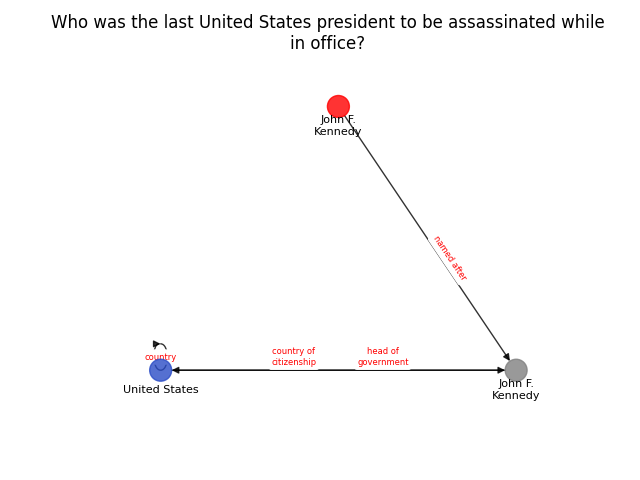 Who was the last United States president to be assassinated while
in office?
John F.
Kennedy
named after
country of
citizenship
head of
government
country
United States
John F.
Kennedy